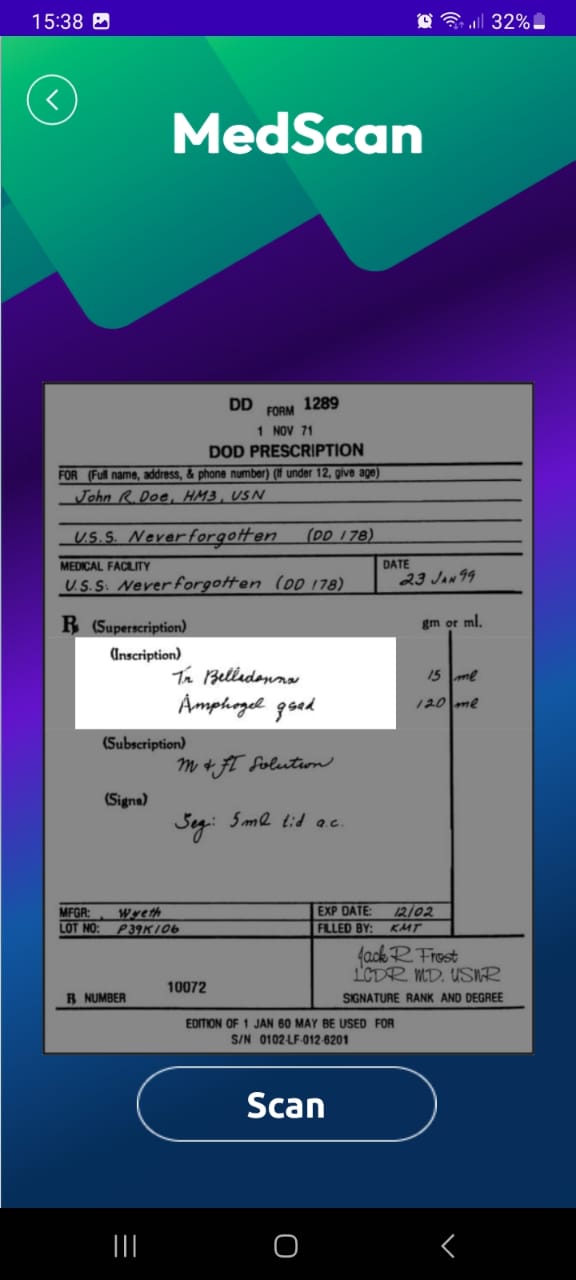 15:38 32%
MedScan
DD FORM 1289
1 NOV 71
DOD PRESCRIPTION
FOR (Full name, address, & phone number) (If under 12, give age)
John R. Doe, HM3, USN
U.S.S. Neverforgotten (DD 178)
MEDICAL FACILITY
U.S.S. Neverforgotten (DD 178)
DATE
23 JAN 99
℞ (Superscription) gm or ml.
(Inscription)
Tr Belladonna 15 ml
Amphogel qsad 120 ml
(Subscription)
M & FT Solution
(Signa)
Sig: 5ml tid a.c.
MFGR: Wyeth EXP DATE: 12/02
LOT NO: P39K106 FILLED BY: KMT
Jack R Frost
LCDR MD. USNR
℞ NUMBER 10072 SIGNATURE RANK AND DEGREE
EDITION OF 1 JAN 60 MAY BE USED FOR
S/N 0102-LF-012-6201
Scan